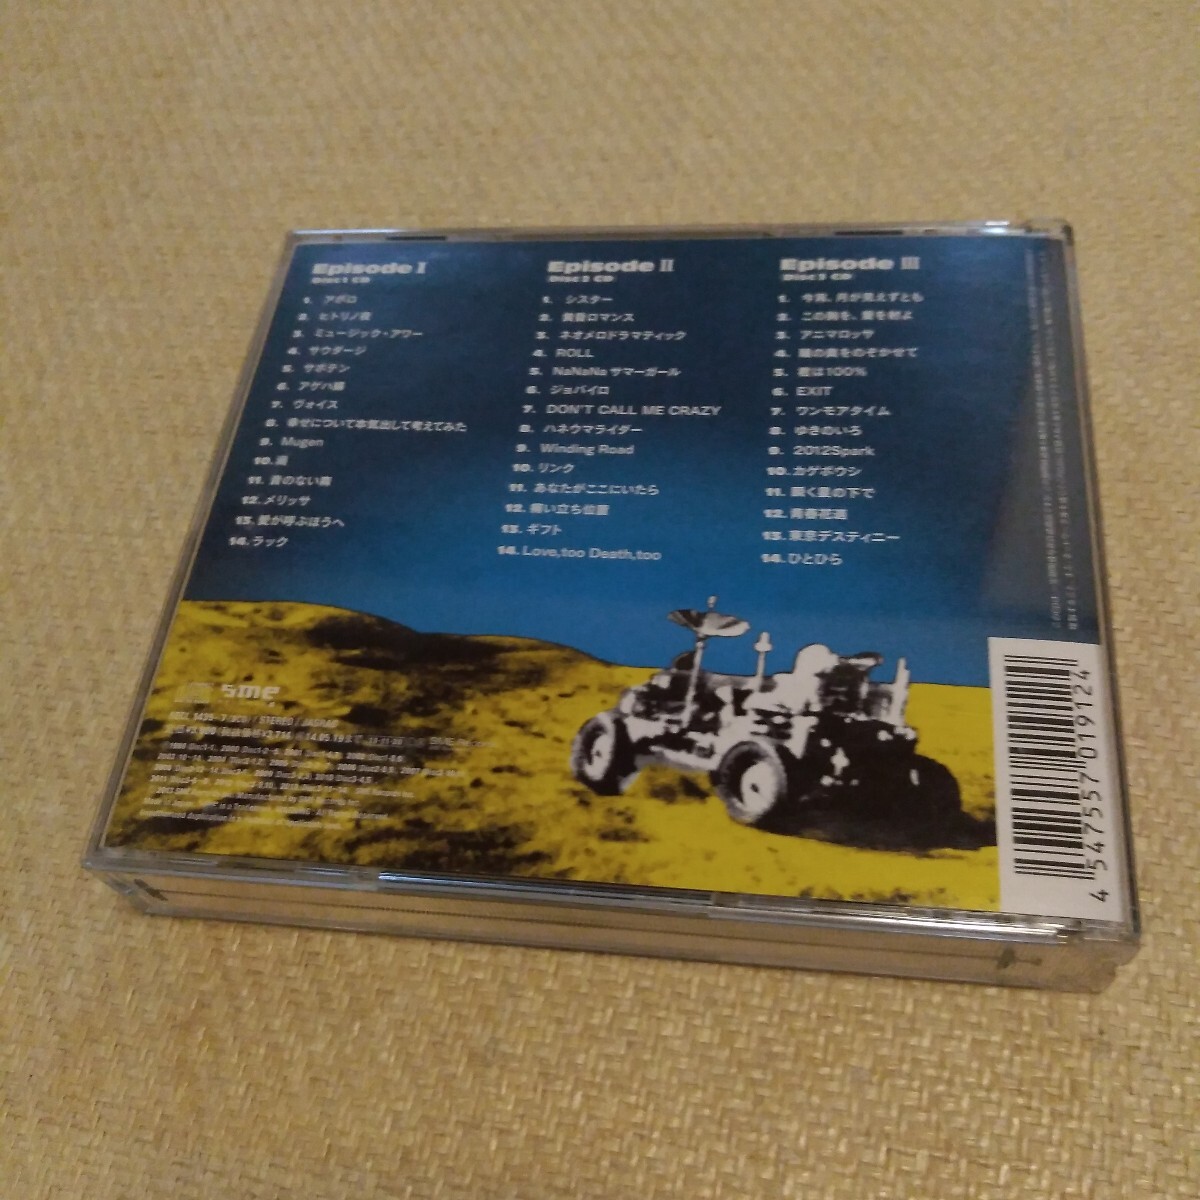 Episode Ⅰ
Disc1 CD
1. アポロ
2. ヒトリノ夜
3. ミュージック・アワー
4. サウダージ
5. サボテン
6. アゲハ蝶
7. ヴォイス
8. 幸せについて本気出して考えてみた
9. Mugen
10. 渦
11. 音のない森
12. メリッサ
13. 愛が呼ぶほうへ
14. ラック
Episode Ⅱ
Disc2 CD
1. シスター
2. 黄昏ロマンス
3. ネオメロドラマティック
4. ROLL
5. NaNaNa サマーガール
6. ジョバイロ
7. DON'T CALL ME CRAZY
8. ハネウマライダー
9. Winding Road
10. リンク
11. あなたがここにいたら
12. 痛い立ち位置
13. ギフト
14. Love,too Death,too
Episode Ⅲ
Disc3 CD
1. 今宵、月が見えずとも
2. この胸を、愛を射よ
3. アニマロッサ
4. 瞳の奥をのぞかせて
5. 君は100%
6. EXIT
7. ワンモアタイム
8. ゆきのいろ
9. 2012Spark
10. カゲボウシ
11. 瞬く星の下で
12. 青春花道
13. 東京デスティニー
14. ひとひら
sme
STEREO / JASRAC
4 547557 019124